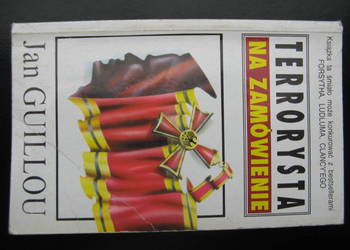 Książka ta śmiało może konkurować z bestsellerami
FORSYTHA, LUDLUMA, CLANCY'EGO
TERRORYSTA
NA ZAMÓWIENIE
Jan GUILLOU